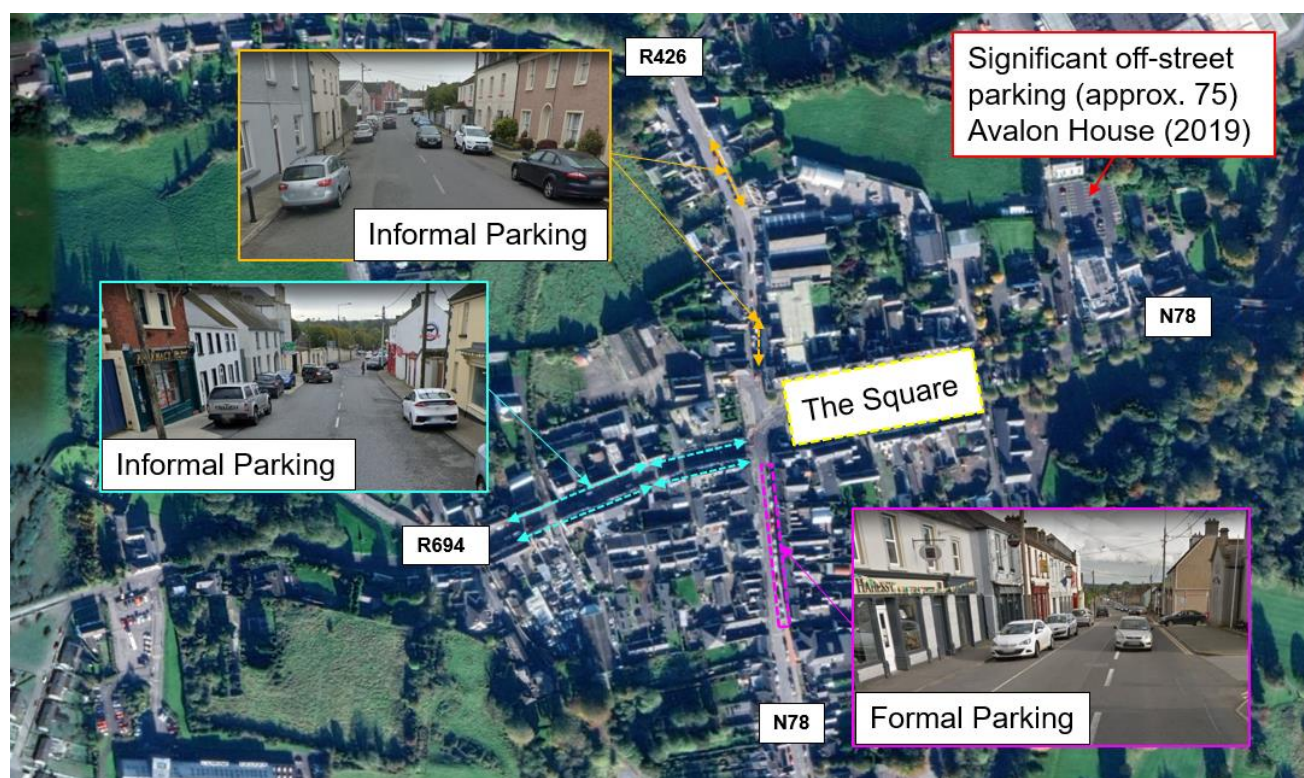 R426
Significant off-street
parking (approx. 75)
Avalon House (2019)
Informal Parking
N78
The Square
Informal Parking
R694
PHARMACY
N78
Formal Parking